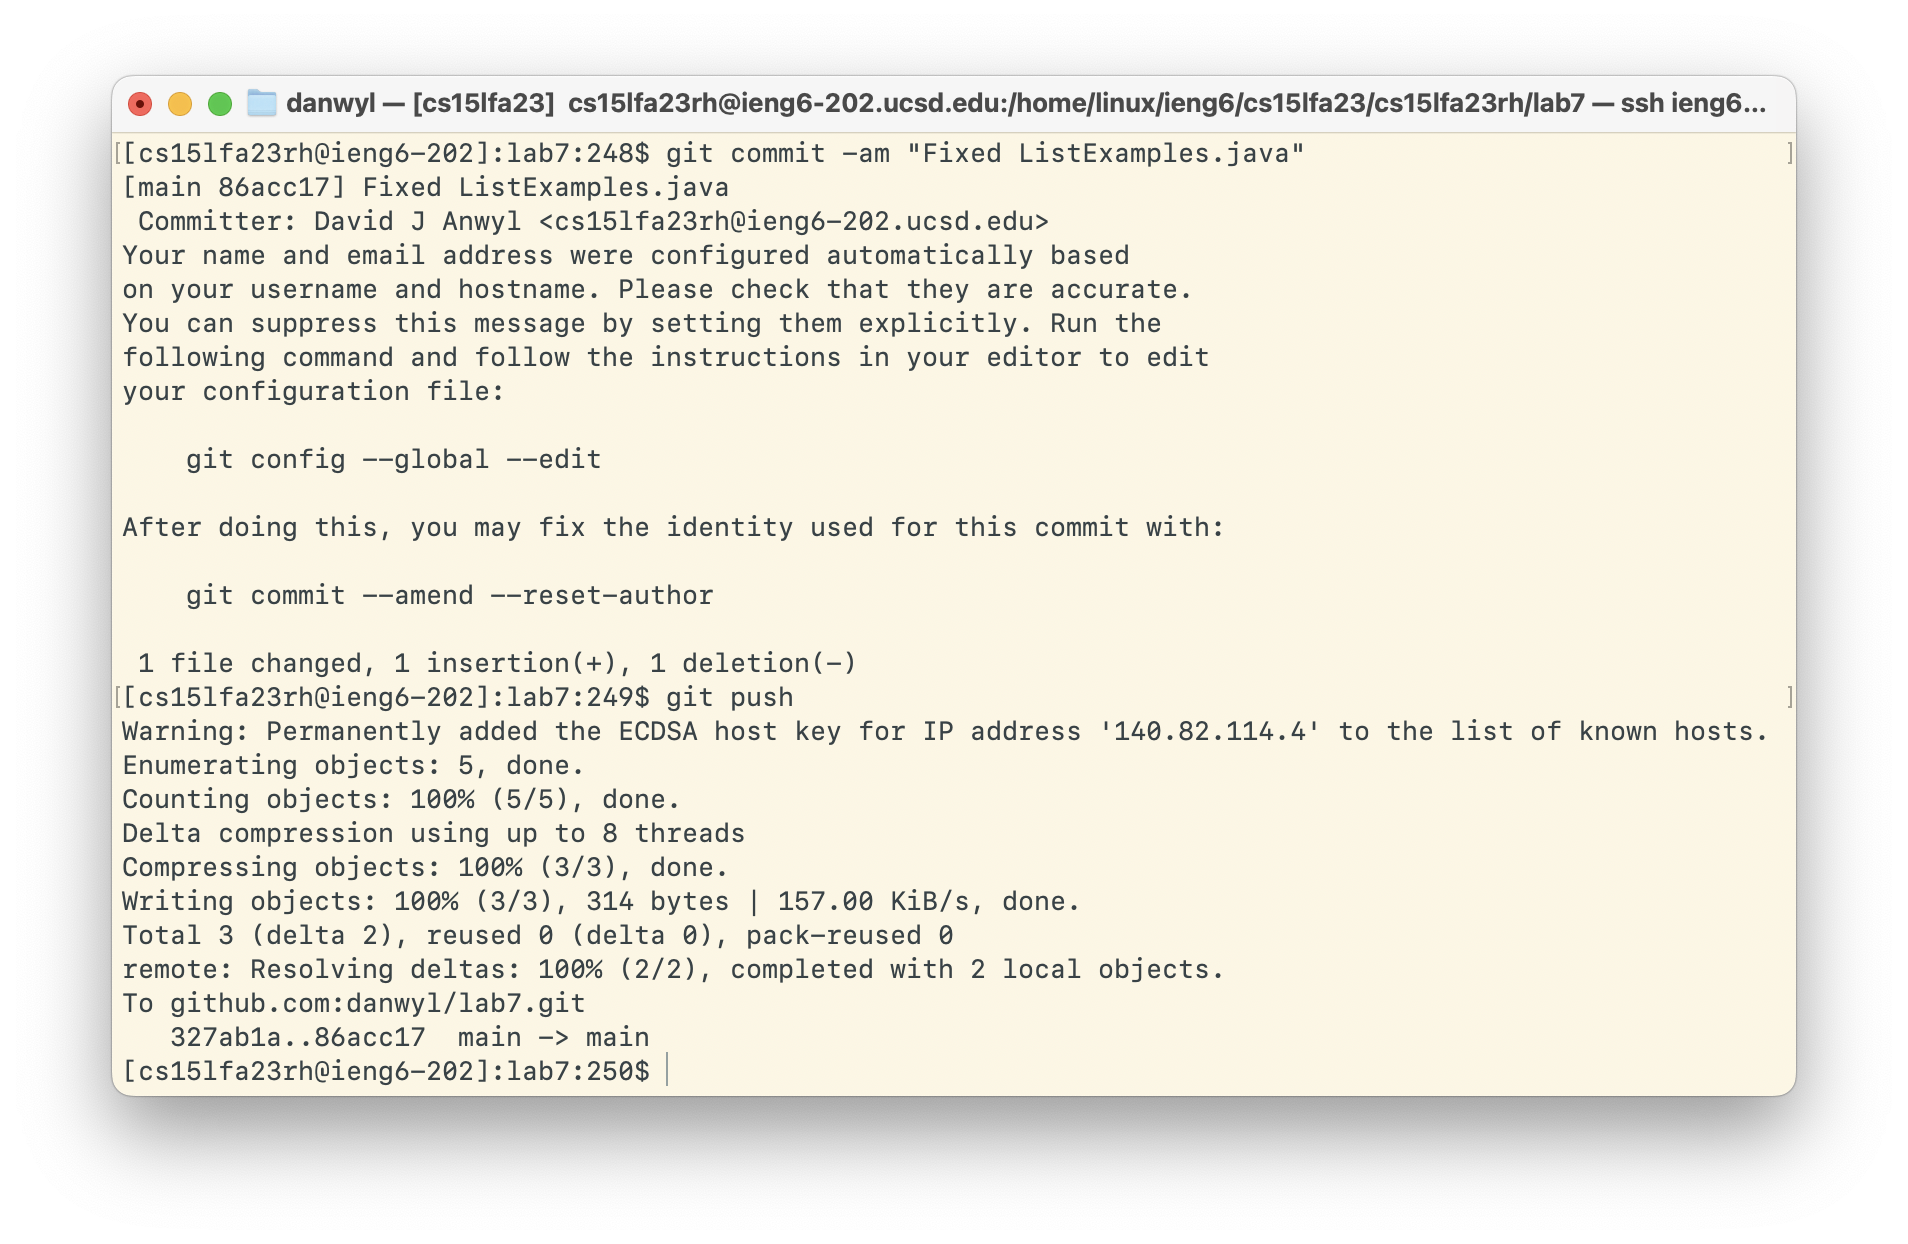 danwyl — [cs15lfa23]  cs15lfa23rh@ieng6-202.ucsd.edu:/home/linux/ieng6/cs15lfa23/cs15lfa23rh/lab7 — ssh ieng6...
[[cs15lfa23rh@ieng6-202]:lab7:248$ git commit -am "Fixed ListExamples.java" ]
[main 86acc17] Fixed ListExamples.java
 Committer: David J Anwyl <cs15lfa23rh@ieng6-202.ucsd.edu>
Your name and email address were configured automatically based
on your username and hostname. Please check that they are accurate.
You can suppress this message by setting them explicitly. Run the
following command and follow the instructions in your editor to edit
your configuration file:

    git config --global --edit

After doing this, you may fix the identity used for this commit with:

    git commit --amend --reset-author

 1 file changed, 1 insertion(+), 1 deletion(-)
[[cs15lfa23rh@ieng6-202]:lab7:249$ git push ]
Warning: Permanently added the ECDSA host key for IP address '140.82.114.4' to the list of known hosts.
Enumerating objects: 5, done.
Counting objects: 100% (5/5), done.
Delta compression using up to 8 threads
Compressing objects: 100% (3/3), done.
Writing objects: 100% (3/3), 314 bytes | 157.00 KiB/s, done.
Total 3 (delta 2), reused 0 (delta 0), pack-reused 0
remote: Resolving deltas: 100% (2/2), completed with 2 local objects.
To github.com:danwyl/lab7.git
   327ab1a..86acc17  main -> main
[cs15lfa23rh@ieng6-202]:lab7:250$